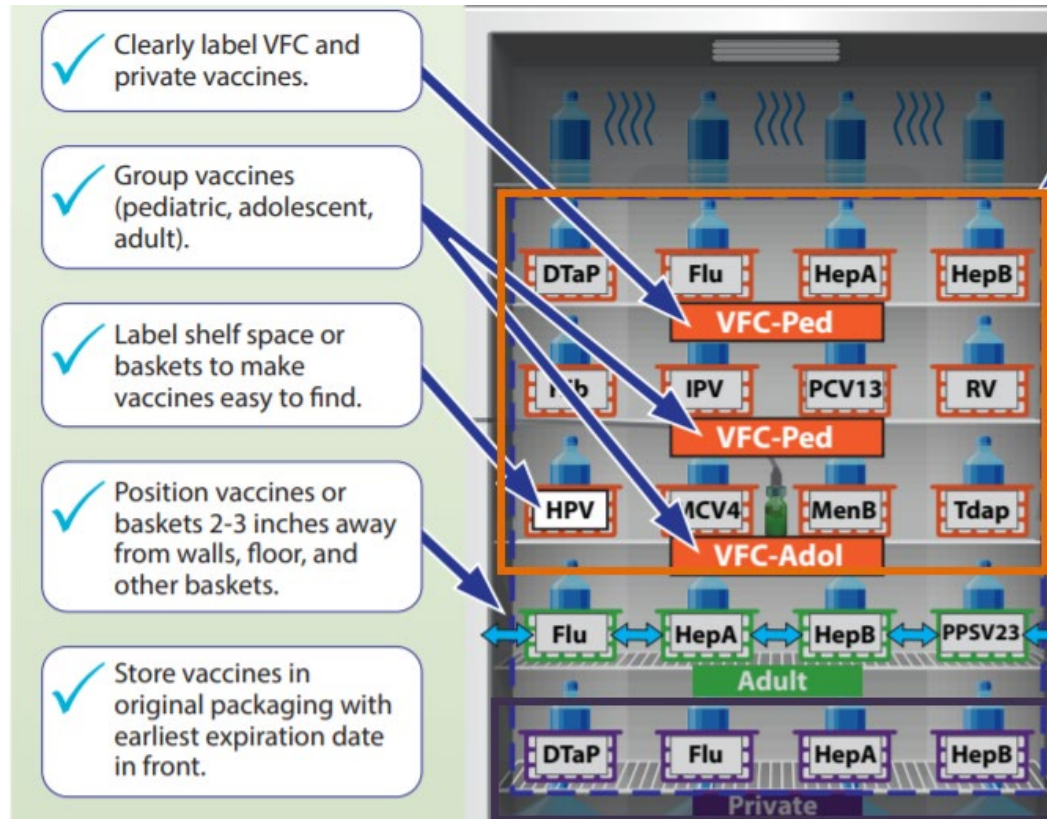 Clearly label VFC and
private vaccines.
Group vaccines
(pediatric, adolescent,
adult).
Label shelf space or
baskets to make
vaccines easy to find.
Position vaccines or
baskets 2-3 inches away
from walls, floor, and
other baskets.
Store vaccines in
original packaging with
earliest expiration date
in front.
DTaP Flu HepA HepB
VFC-Ped
IPV PCV13 RV
VFC-Ped
HPV MCV4 MenB Tdap
VFC-Adol
Flu HepA HepB PPSV23
Adult
DTaP Flu HepA HepB
Private